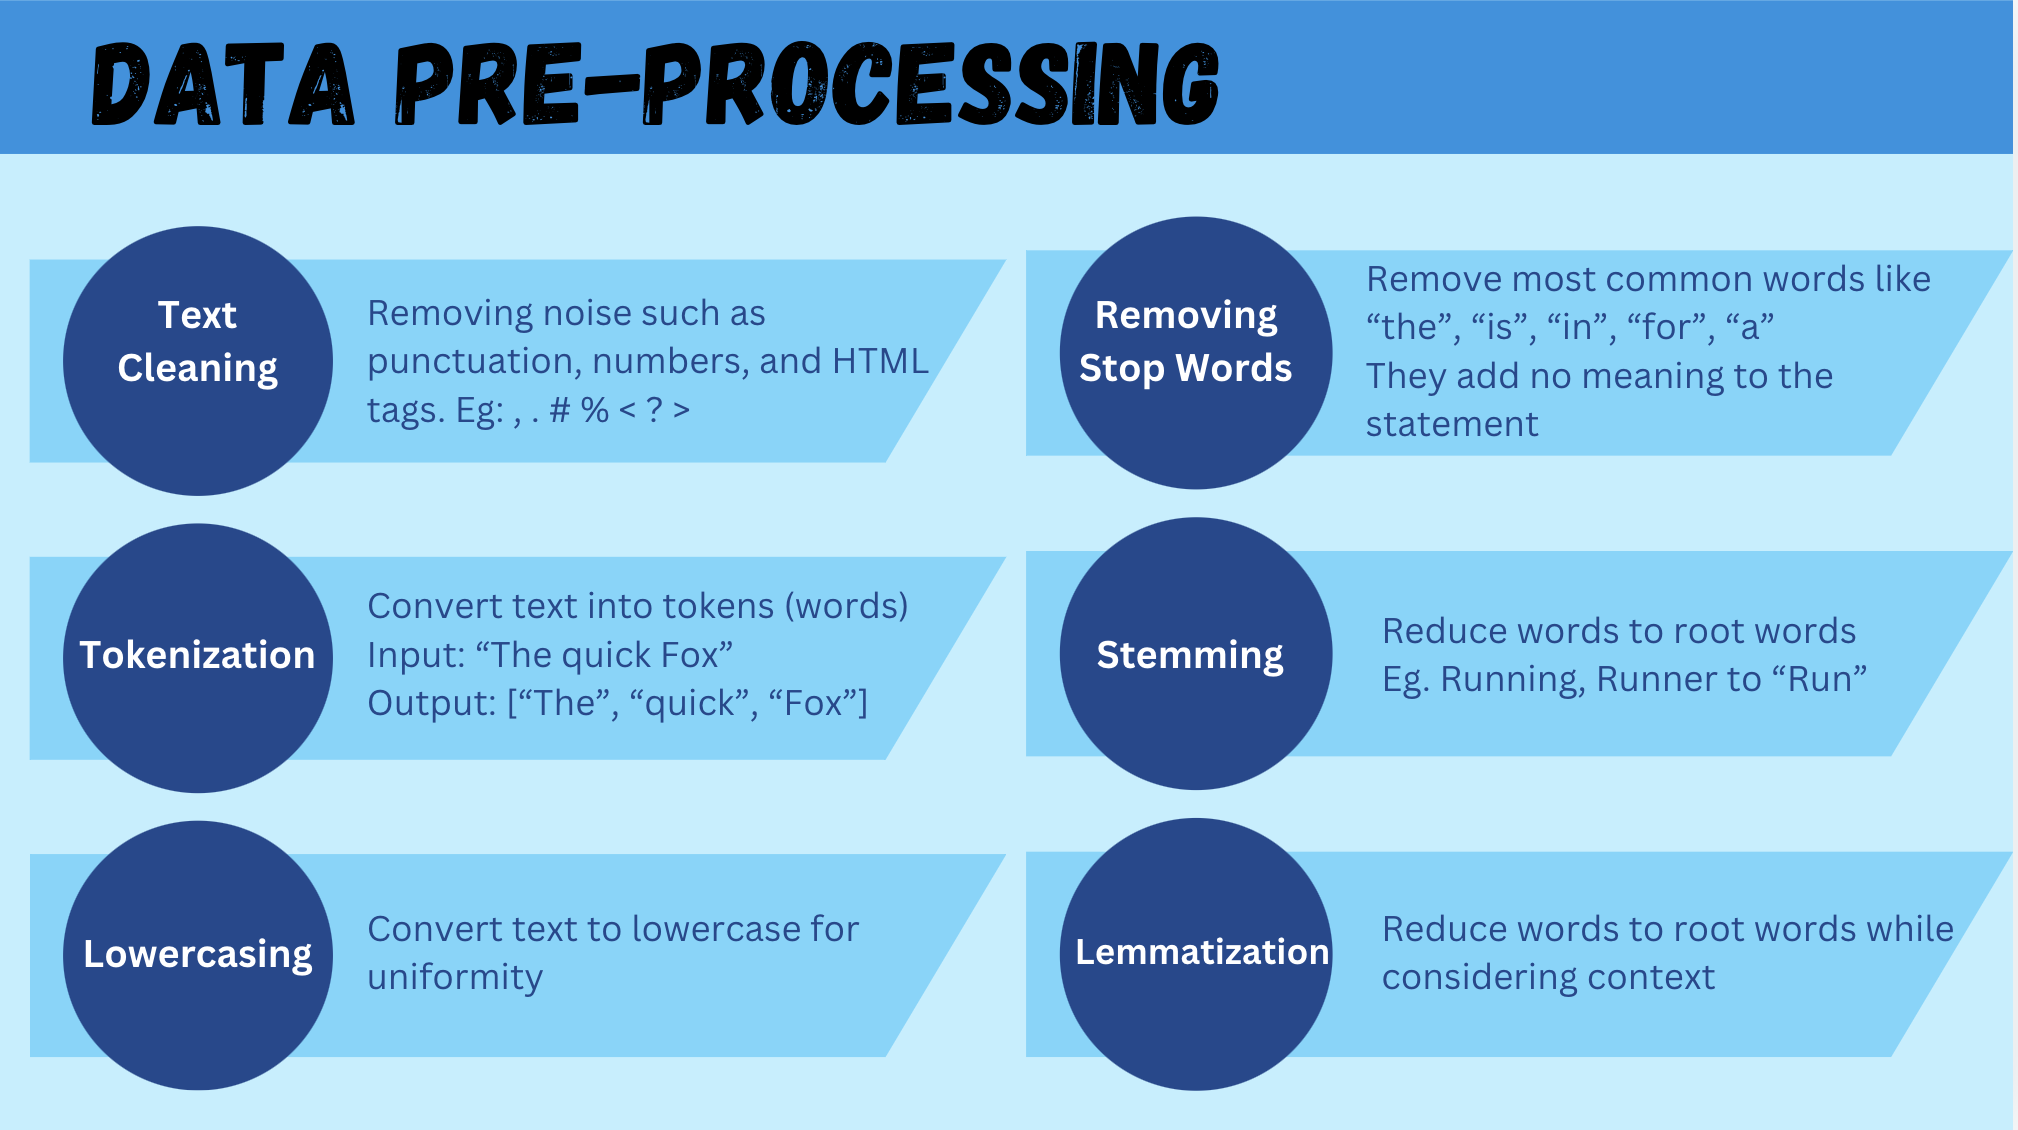 DATA PRE-PROCESSING
Text
Cleaning
Removing noise such as
punctuation, numbers, and HTML
tags. Eg: , . # % < ? >
Tokenization
Convert text into tokens (words)
Input: “The quick Fox”
Output: [“The”, “quick”, “Fox”]
Lowercasing
Convert text to lowercase for
uniformity
Removing
Stop Words
Remove most common words like
“the”, “is”, “in”, “for”, “a”
They add no meaning to the
statement
Stemming
Reduce words to root words
Eg. Running, Runner to “Run”
Lemmatization
Reduce words to root words while
considering context